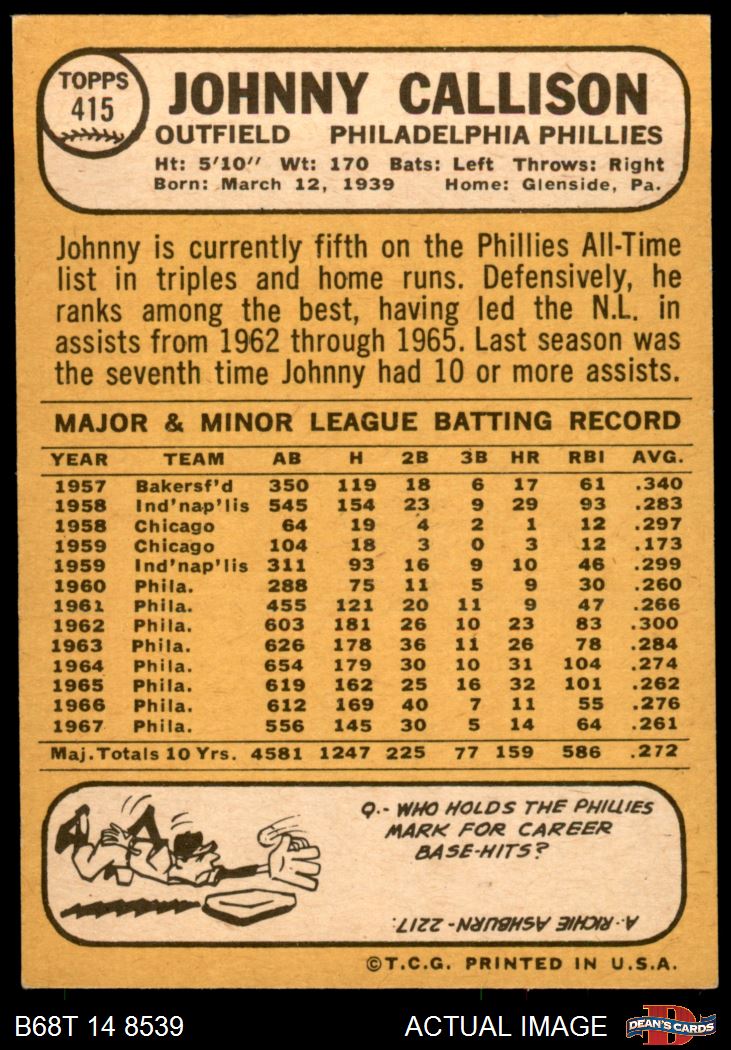 TOPPS
415
JOHNNY CALLISON
OUTFIELD PHILADELPHIA PHILLIES
Ht: 5'10" Wt: 170 Bats: Left Throws: Right
Born: March 12, 1939 Home: Glenside, Pa.
Johnny is currently fifth on the Phillies All-Time
list in triples and home runs. Defensively, he
ranks among the best, having led the N.L. in
assists from 1962 through 1965. Last season was
the seventh time Johnny had 10 or more assists.
MAJOR & MINOR LEAGUE BATTING RECORD
YEAR TEAM AB H 2B 3B HR RBI AVG.
1957 Bakersf'd 350 119 18 6 17 61 .340
1958 Ind'nap'lis 545 154 23 9 29 93 .283
1958 Chicago 64 19 4 2 1 12 .297
1959 Chicago 104 18 3 0 3 12 .173
1959 Ind'nap'lis 311 93 16 9 10 46 .299
1960 Phila. 288 75 11 5 9 30 .260
1961 Phila. 455 121 20 11 9 47 .266
1962 Phila. 603 181 26 10 23 83 .300
1963 Phila. 626 178 36 11 26 78 .284
1964 Phila. 654 179 30 10 31 104 .274
1965 Phila. 619 162 25 16 32 101 .262
1966 Phila. 612 169 40 7 11 55 .276
1967 Phila. 556 145 30 5 14 64 .261
Maj.Totals 10 Yrs. 4581 1247 225 77 159 586 .272
Q.- WHO HOLDS THE PHILLIES
MARK FOR CAREER
BASE-HITS?
A. RICHIE ASHBURN - 2217.
©T.C.G. PRINTED IN U.S.A.
B68T 14 8539 ACTUAL IMAGE DEAN'S CARDS